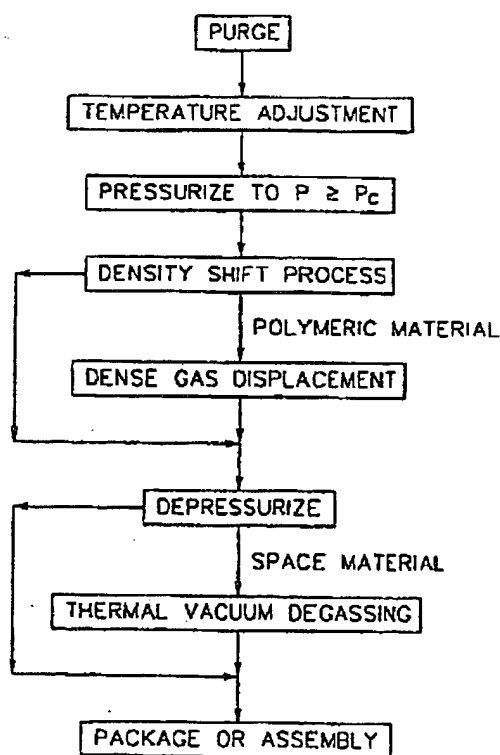 PURGE
TEMPERATURE ADJUSTMENT
PRESSURIZE TO P ≥ Pc
DENSITY SHIFT PROCESS
POLYMERIC MATERIAL
DENSE GAS DISPLACEMENT
DEPRESSURIZE
SPACE MATERIAL
THERMAL VACUUM DEGASSING
PACKAGE OR ASSEMBLY